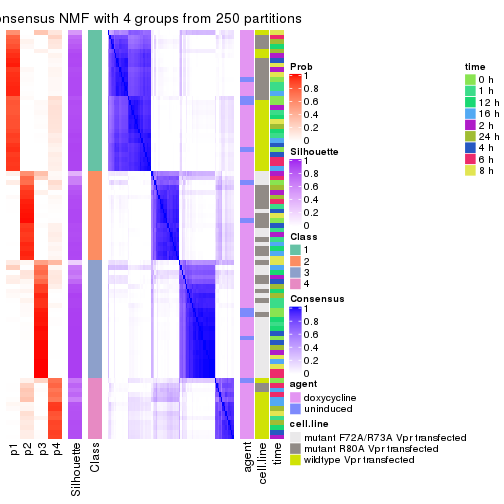 onsensus NMF with 4 groups from 250 partitions
Prob
1
0.8
0.6
0.4
0.2
0
Silhouette
1
0.8
0.6
0.4
0.2
0
Class
1
2
3
4
Consensus
1
0.8
0.6
0.4
0.2
0
agent
doxycycline
uninduced
cell.line
mutant F72A/R73A Vpr transfected
mutant R80A Vpr transfected
wildtype Vpr transfected
time
0 h
1 h
12 h
16 h
2 h
24 h
4 h
6 h
8 h
p1
p2
p3
p4
Silhouette
Class
agent
cell.line
time